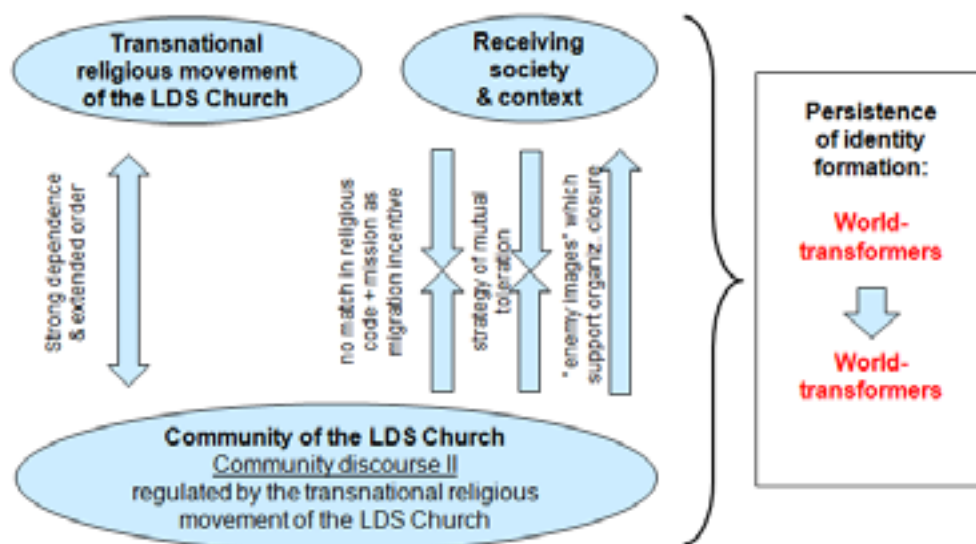 Transnational
religious movement
of the LDS Church
Receiving
society
& context
Strong dependence
& extended order
no match in religious
code + mission as
migration incentive
strategy of mutual
toleration
"enemy images" which
support organiz. closure
Community of the LDS Church
Community discourse II
regulated by the transnational religious
movement of the LDS Church
Persistence
of identity
formation:
World-
transformers
World-
transformers